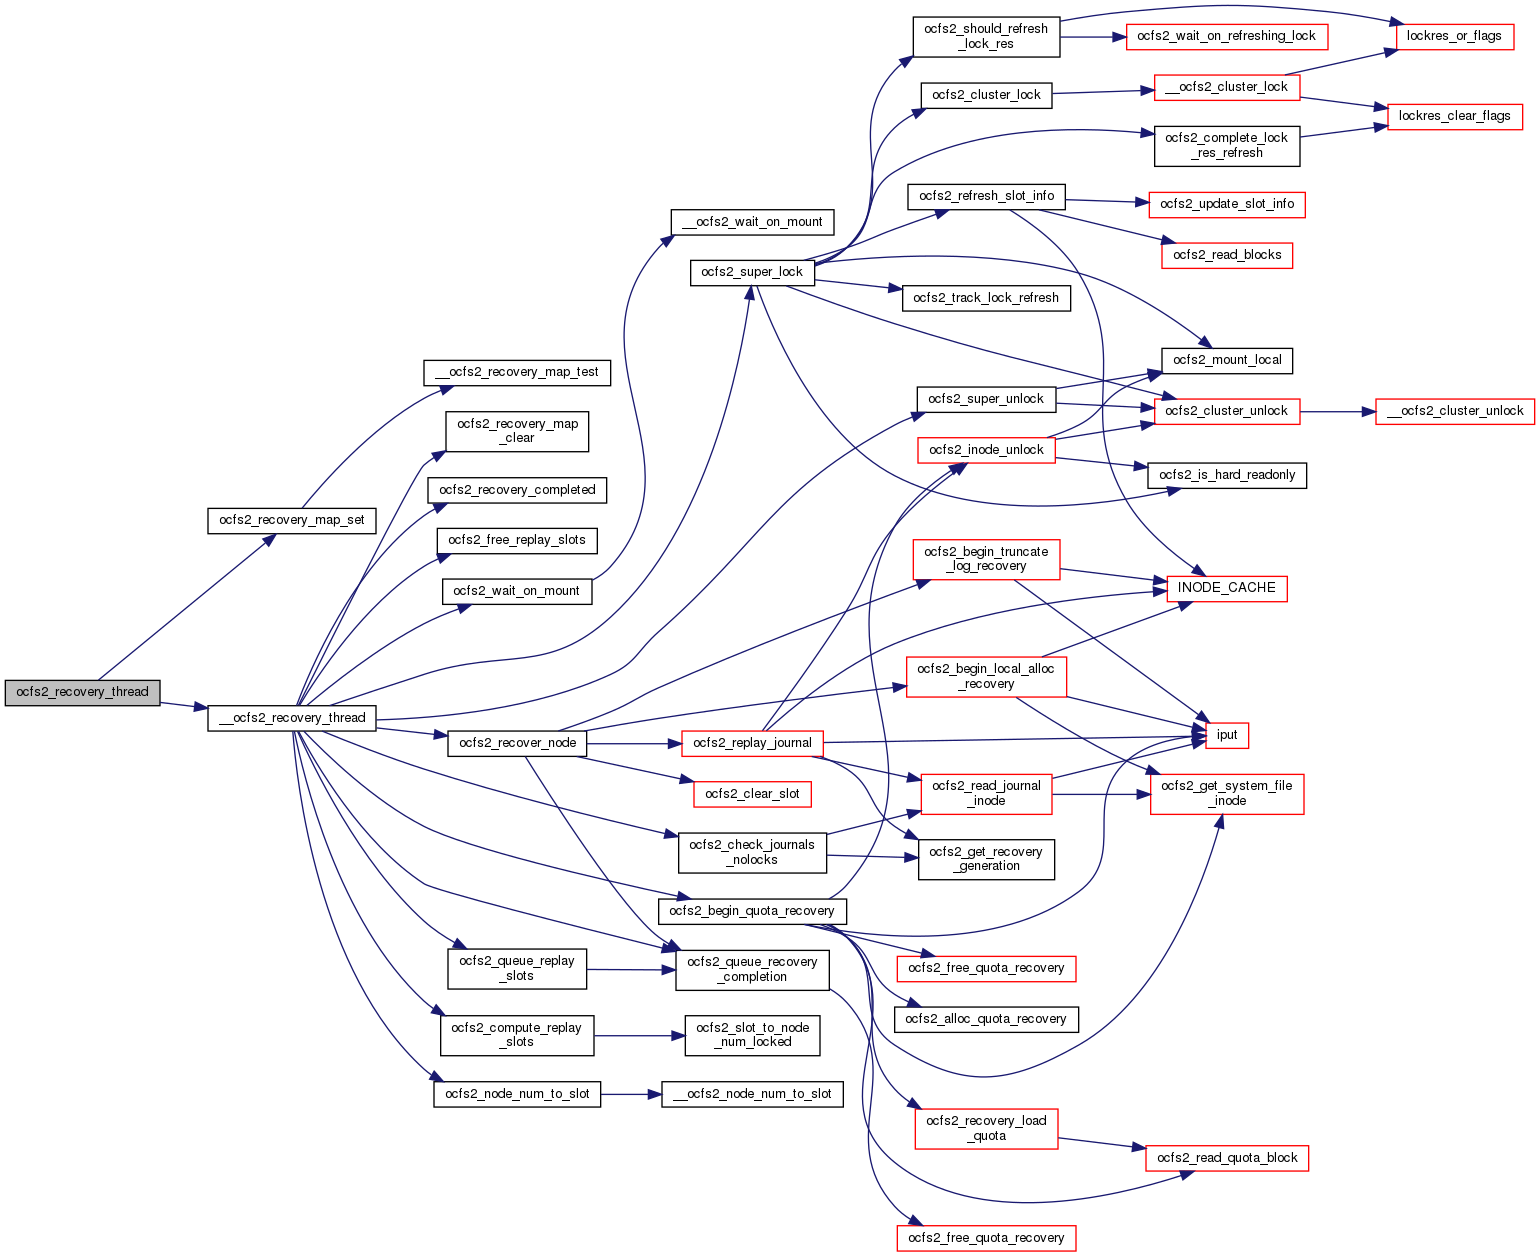 ocfs2_should_refresh
_lock_res
lockres_or_flags
ocfs2_wait_on_refreshing_lock
__ocfs2_cluster_lock
ocfs2_cluster_lock
lockres_clear_flags
ocfs2_complete_lock
_res_refresh
ocfs2_refresh_slot_info
ocfs2_update_slot_info
__ocfs2_wait_on_mount
ocfs2_read_blocks
ocfs2_super_lock
ocfs2_track_lock_refresh
ocfs2_mount_local
__ocfs2_recovery_map_test
ocfs2_super_unlock
ocfs2_cluster_unlock
__ocfs2_cluster_unlock
ocfs2_recovery_map
_clear
ocfs2_inode_unlock
ocfs2_is_hard_readonly
ocfs2_recovery_completed
ocfs2_recovery_map_set
ocfs2_free_replay_slots
ocfs2_begin_truncate
_log_recovery
ocfs2_wait_on_mount
INODE_CACHE
ocfs2_begin_local_alloc
_recovery
ocfs2_recovery_thread
__ocfs2_recovery_thread
ocfs2_recover_node
ocfs2_replay_journal
iput
ocfs2_clear_slot
ocfs2_read_journal
_inode
ocfs2_get_system_file
_inode
ocfs2_check_journals
_nolocks
ocfs2_get_recovery
_generation
ocfs2_begin_quota_recovery
ocfs2_queue_replay
_slots
ocfs2_queue_recovery
_completion
ocfs2_free_quota_recovery
ocfs2_alloc_quota_recovery
ocfs2_compute_replay
_slots
ocfs2_slot_to_node
_num_locked
ocfs2_node_num_to_slot
__ocfs2_node_num_to_slot
ocfs2_recovery_load
_quota
ocfs2_read_quota_block
ocfs2_free_quota_recovery